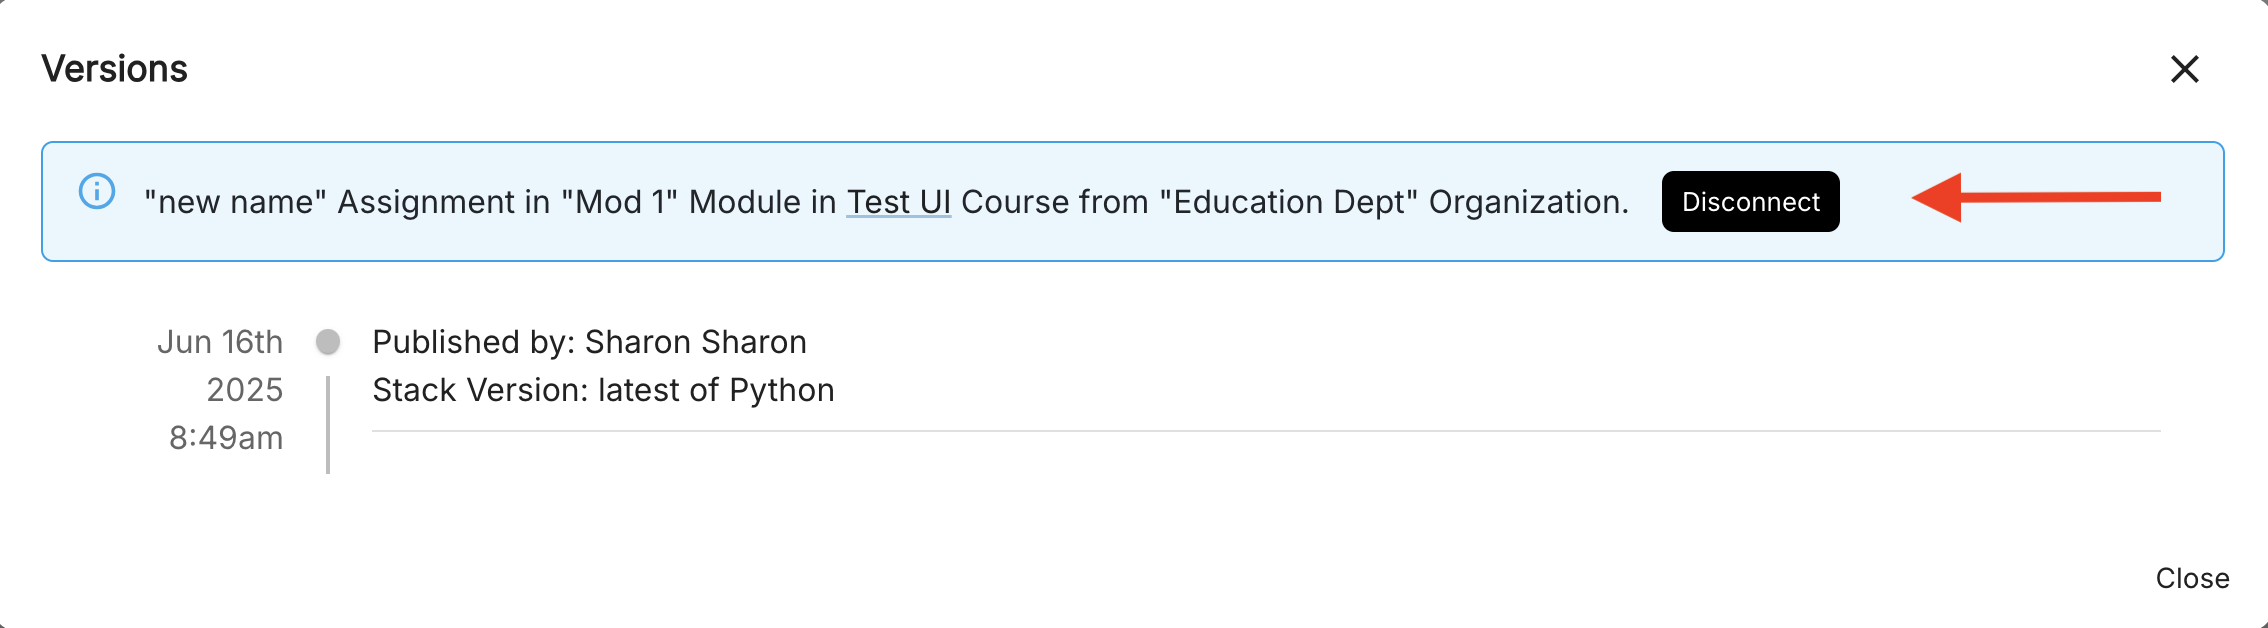 Versions
"new name" Assignment in "Mod 1" Module in Test UI Course from "Education Dept" Organization. Disconnect
Jun 16th Published by: Sharon Sharon
2025 Stack Version: latest of Python
8:49am
Close